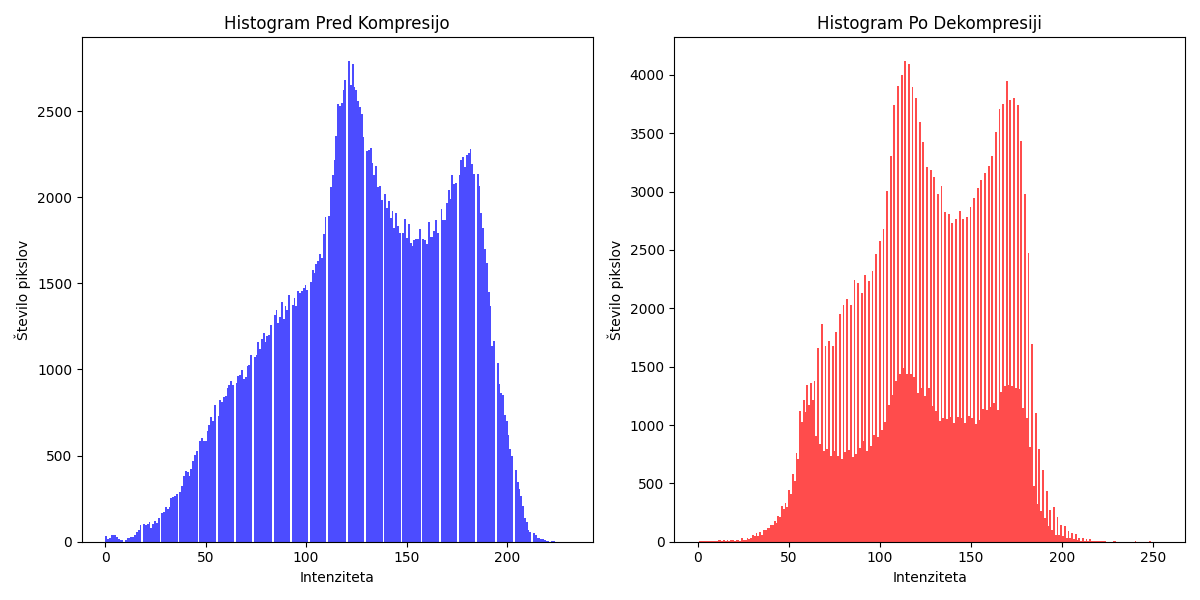 Histogram Pred Kompresijo
Število pikslov
2500
2000
1500
1000
500
0
0 50 100 150 200
Intenziteta
Histogram Po Dekompresiji
Število pikslov
4000
3500
3000
2500
2000
1500
1000
500
0
0 50 100 150 200 250
Intenziteta